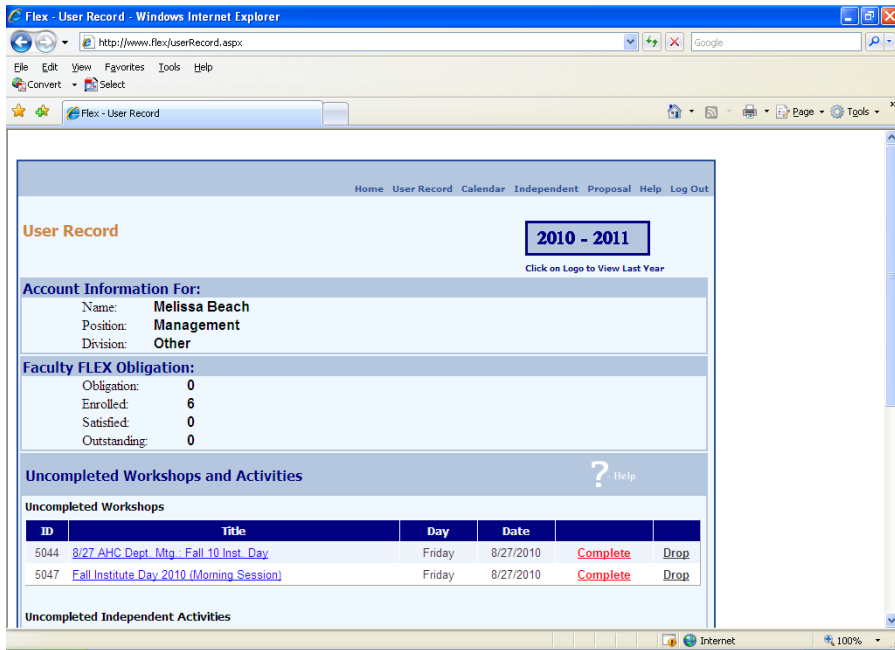 Flex - User Record - Windows Internet Explorer
http://www.flex/userRecord.aspx
Google
File Edit View Favorites Tools Help
Convert Select
Flex - User Record
Page Tools
Home User Record Calendar Independent Proposal Help Log Out
User Record
2010 - 2011
Click on Logo to View Last Year
Account Information For:
Name: Melissa Beach
Position: Management
Division: Other
Faculty FLEX Obligation:
Obligation: 0
Enrolled: 6
Satisfied: 0
Outstanding: 0
Uncompleted Workshops and Activities
? - Help
Uncompleted Workshops
ID Title Day Date
5044 8/27 AHC Dept. Mtg.: Fall 10 Inst. Day Friday 8/27/2010 Complete Drop
5047 Fall Institute Day 2010 (Morning Session) Friday 8/27/2010 Complete Drop
Uncompleted Independent Activities
Internet 100%